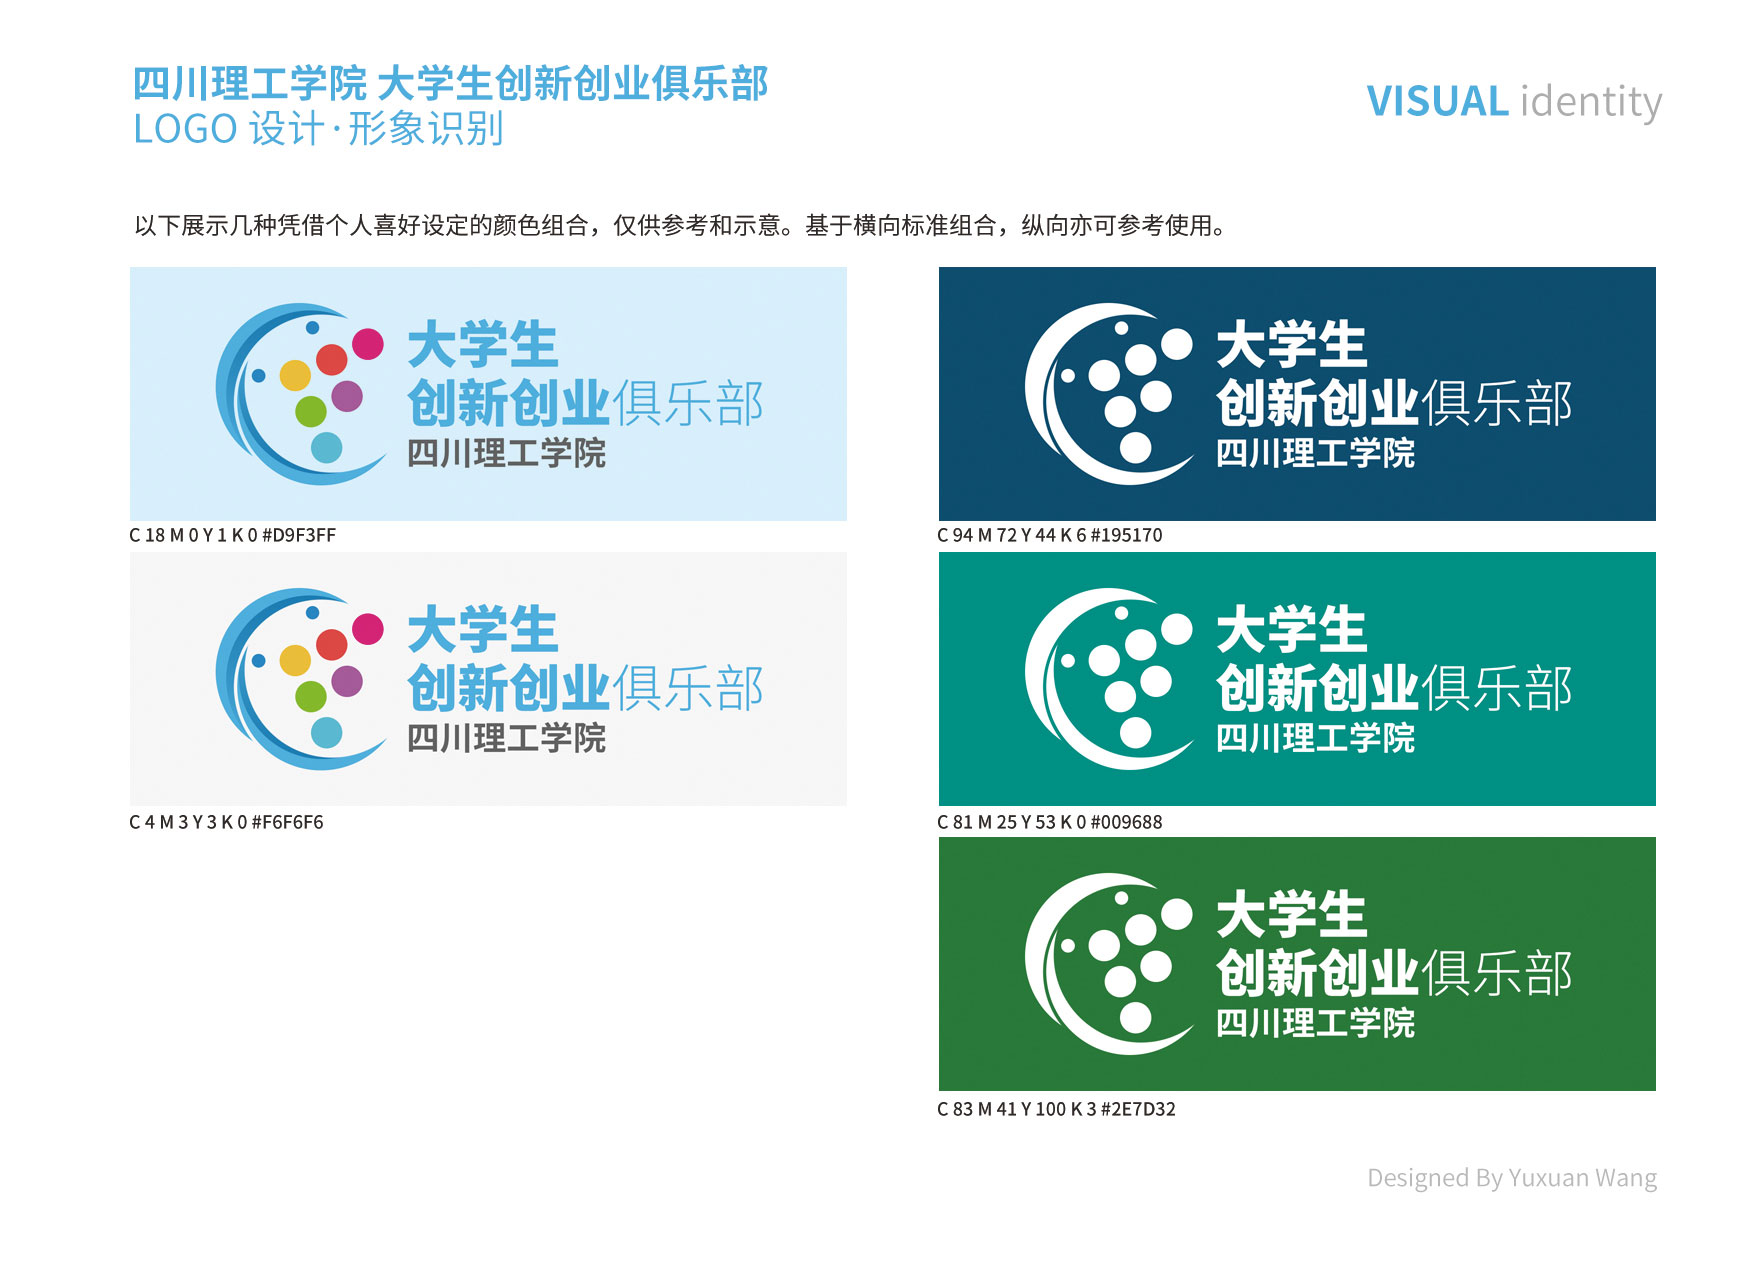 四川理工学院 大学生创新创业俱乐部
LOGO 设计·形象识别
VISUAL identity
以下展示几种凭借个人喜好设定的颜色组合，仅供参考和示意。基于横向标准组合，纵向亦可参考使用。
大学生
创新创业俱乐部
四川理工学院
C 18 M 0 Y 1 K 0 #D9F3FF
大学生
创新创业俱乐部
四川理工学院
C 4 M 3 Y 3 K 0 #F6F6F6
大学生
创新创业俱乐部
四川理工学院
C 94 M 72 Y 44 K 6 #195170
大学生
创新创业俱乐部
四川理工学院
C 81 M 25 Y 53 K 0 #009688
大学生
创新创业俱乐部
四川理工学院
C 83 M 41 Y 100 K 3 #2E7D32
Designed By Yuxuan Wang